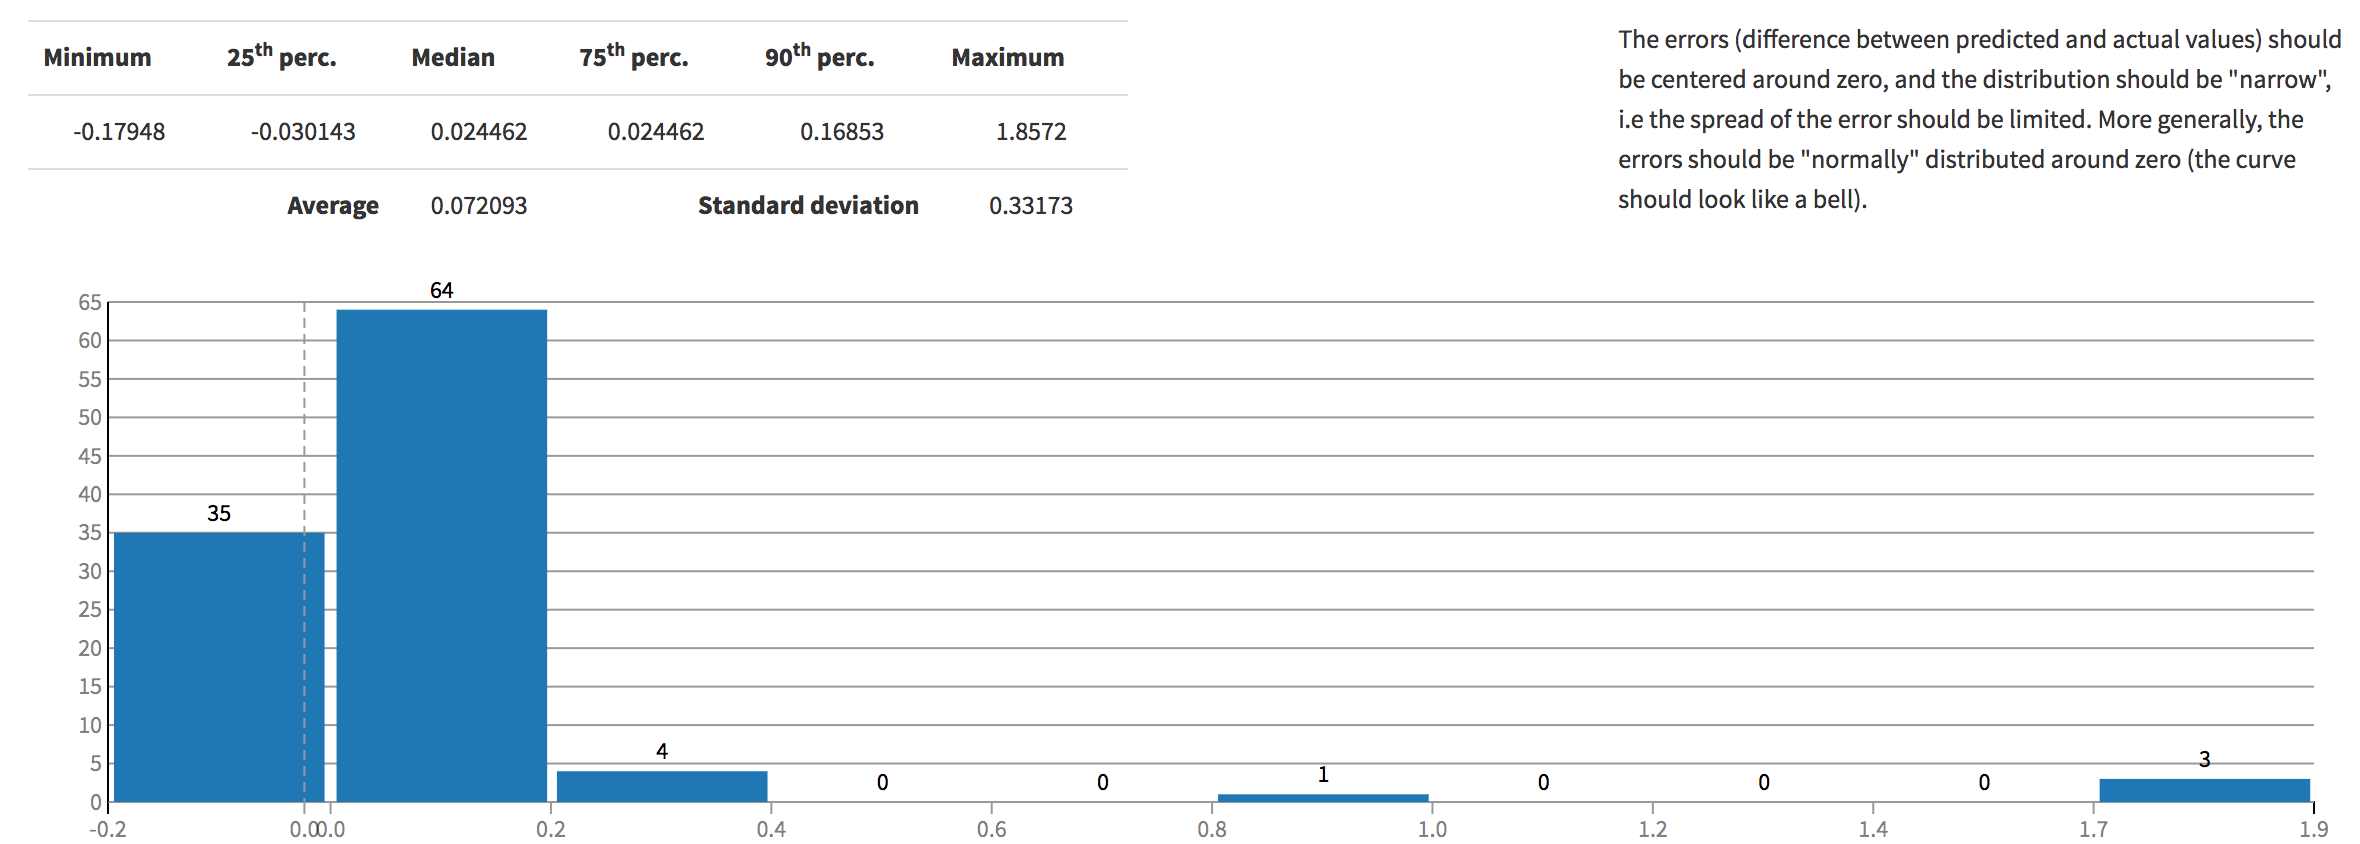 Minimum 25th perc. Median 75th perc. 90th perc. Maximum
-0.17948 -0.030143 0.024462 0.024462 0.16853 1.8572
Average 0.072093 Standard deviation 0.33173
The errors (difference between predicted and actual values) should
be centered around zero, and the distribution should be "narrow",
i.e the spread of the error should be limited. More generally, the
errors should be "normally" distributed around zero (the curve
should look like a bell).
65
60
55
50
45
40
35
30
25
20
15
10
5
0
35 64 4 0 0 1 0 0 0 3
-0.2 0.0 0.0 0.2 0.4 0.6 0.8 1.0 1.2 1.4 1.7 1.9